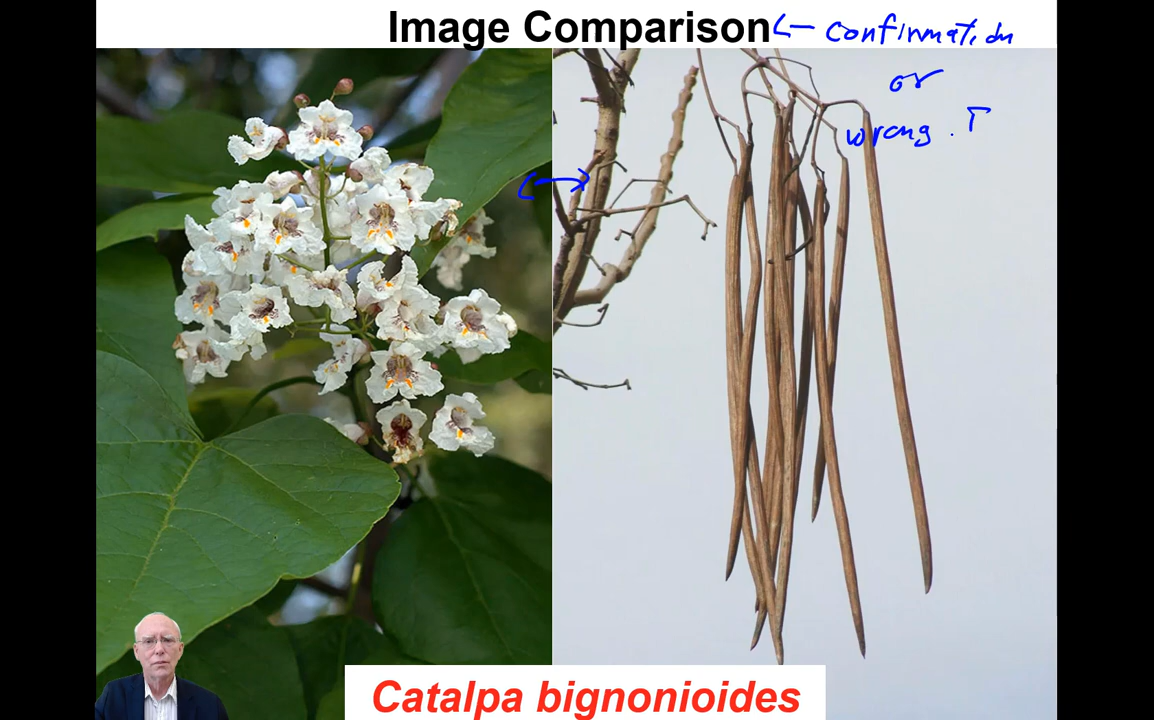 Image Comparison ← confirmation
or
wrong . ?
Catalpa bignonioides